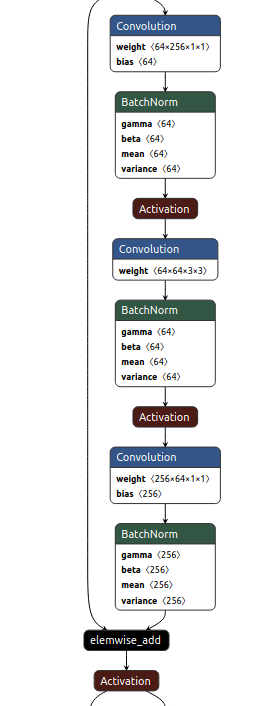 Convolution
weight ⟨64×256×1×1⟩
bias ⟨64⟩
BatchNorm
gamma ⟨64⟩
beta ⟨64⟩
mean ⟨64⟩
variance ⟨64⟩
Activation
Convolution
weight ⟨64×64×3×3⟩
BatchNorm
gamma ⟨64⟩
beta ⟨64⟩
mean ⟨64⟩
variance ⟨64⟩
Activation
Convolution
weight ⟨256×64×1×1⟩
bias ⟨256⟩
BatchNorm
gamma ⟨256⟩
beta ⟨256⟩
mean ⟨256⟩
variance ⟨256⟩
elemwise_add
Activation